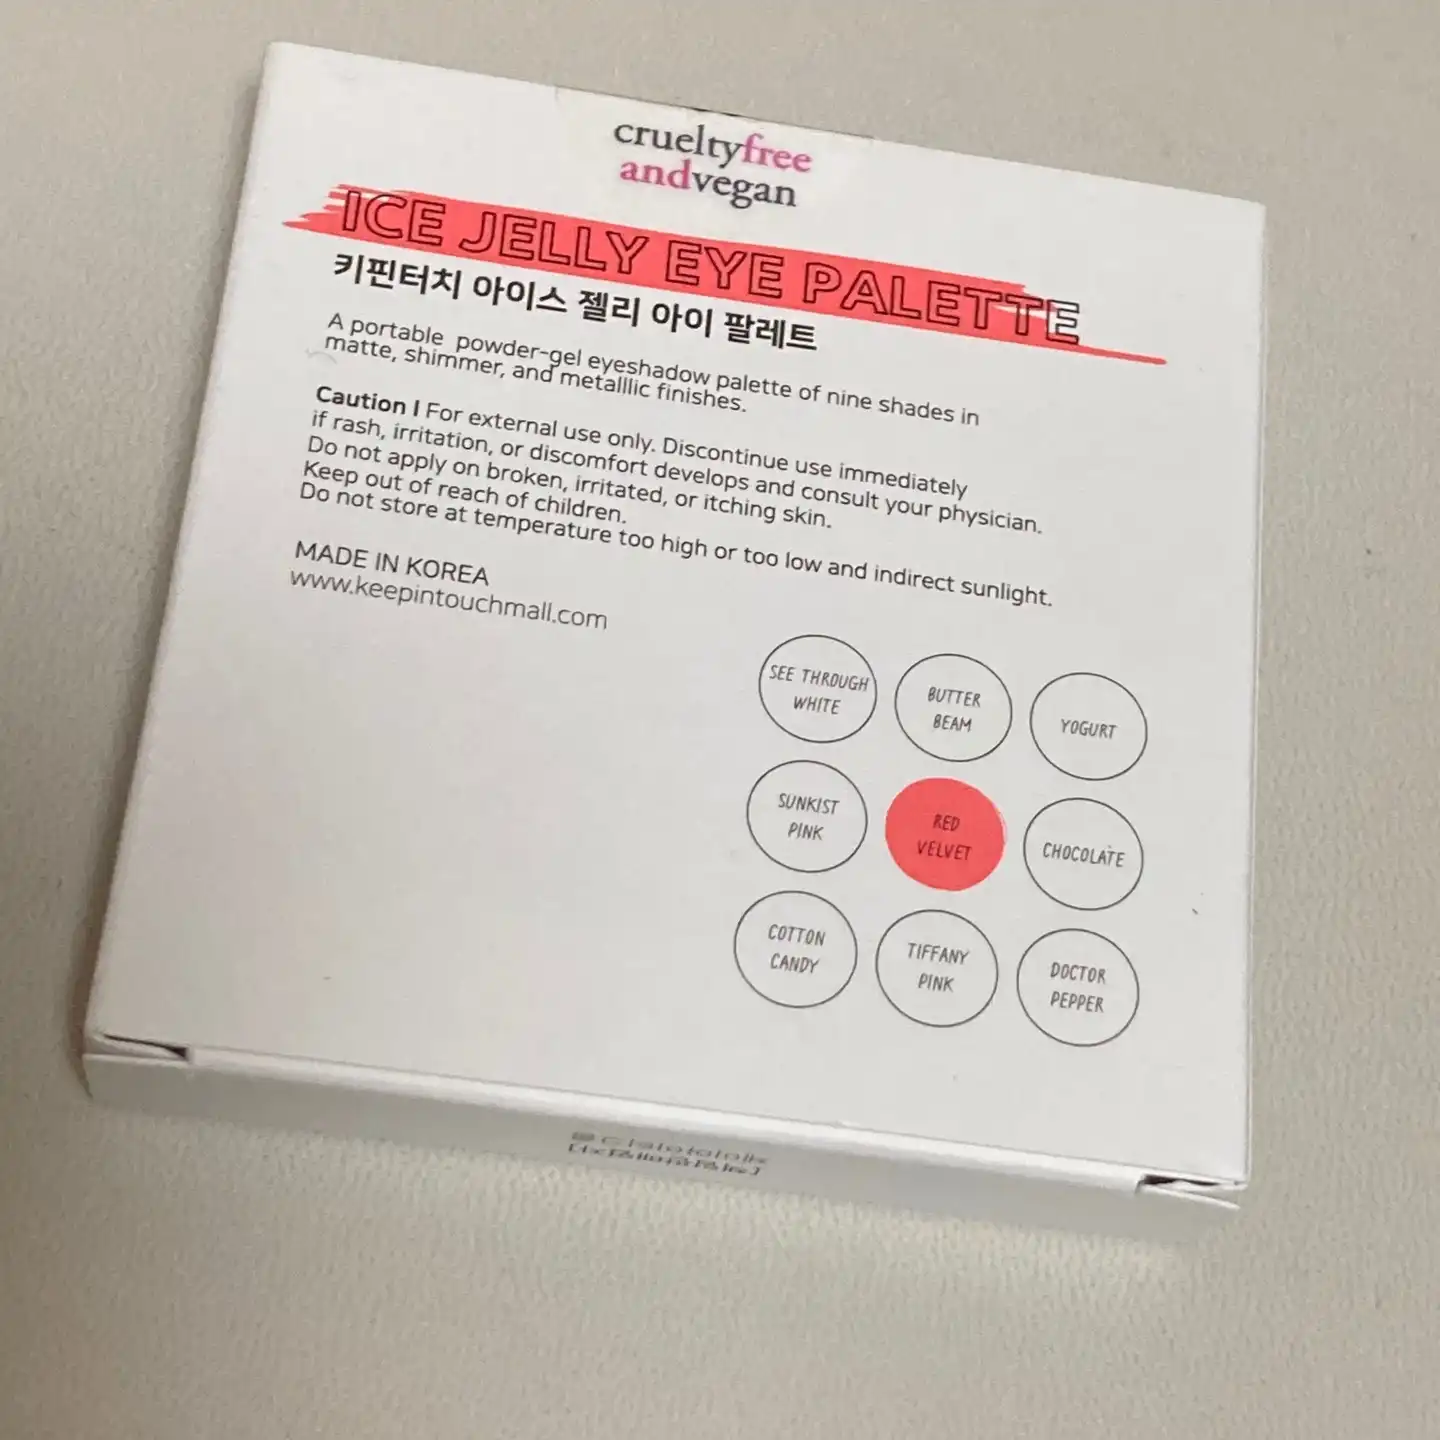 crueltyfree
andvegan
ICE JELLY EYE PALETTE
키핀터치 아이스 젤리 아이 팔레트
A portable powder-gel eyeshadow palette of nine shades in
matte, shimmer, and metalllic finishes.
Caution | For external use only. Discontinue use immediately
if rash, irritation, or discomfort develops and consult your physician.
Do not apply on broken, irritated, or itching skin.
Keep out of reach of children.
Do not store at temperature too high or too low and indirect sunlight.
MADE IN KOREA
www.keepintouchmall.com
SEE THROUGH
WHITE
BUTTER
BEAM
YOGURT
SUNKIST
PINK
RED
VELVET
CHOCOLATE
COTTON
CANDY
TIFFANY
PINK
DOCTOR
PEPPER